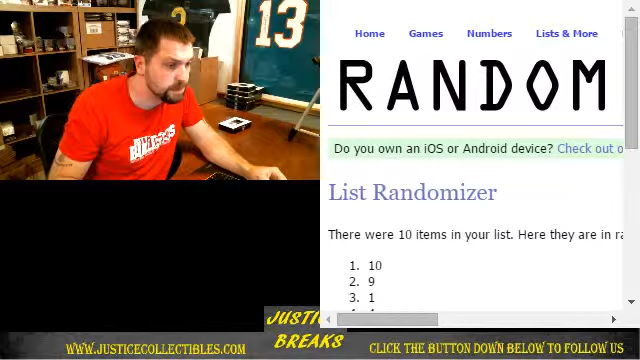 13
BULLDOGS
Home Games Numbers Lists & More
RANDOM
Do you own an iOS or Android device? Check out o
List Randomizer
There were 10 items in your list. Here they are in ra
1. 10
2. 9
3. 1
JUSTIC
BREAKS
WWW.JUSTICECOLLECTIBLES.COM
CLICK THE BUTTON DOWN BELOW TO FOLLOW US